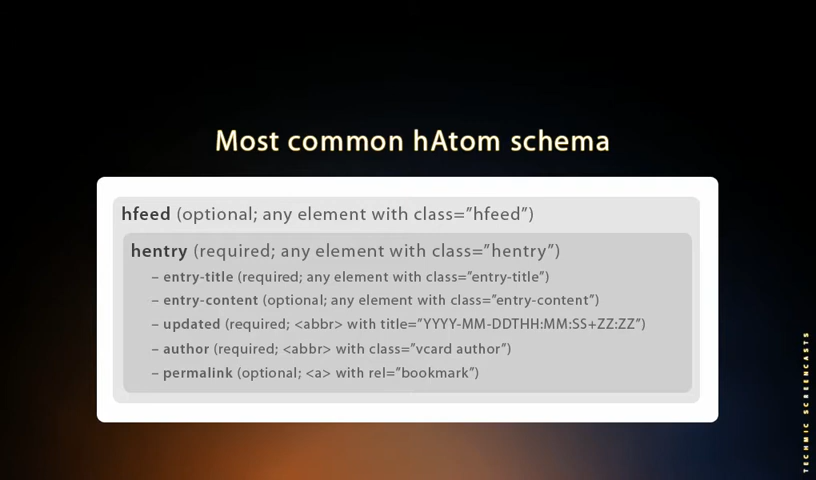 Most common hAtom schema
hfeed (optional; any element with class=”hfeed”)
hentry (required; any element with class=”hentry”)
– entry-title (required; any element with class=”entry-title”)
– entry-content (optional; any element with class=”entry-content”)
– updated (required; <abbr> with title=”YYYY-MM-DDTHH:MM:SS+ZZ:ZZ”)
– author (required; <abbr> with class=”vcard author”)
– permalink (optional; <a> with rel=”bookmark”)
TECHMIC SCREENCASTS